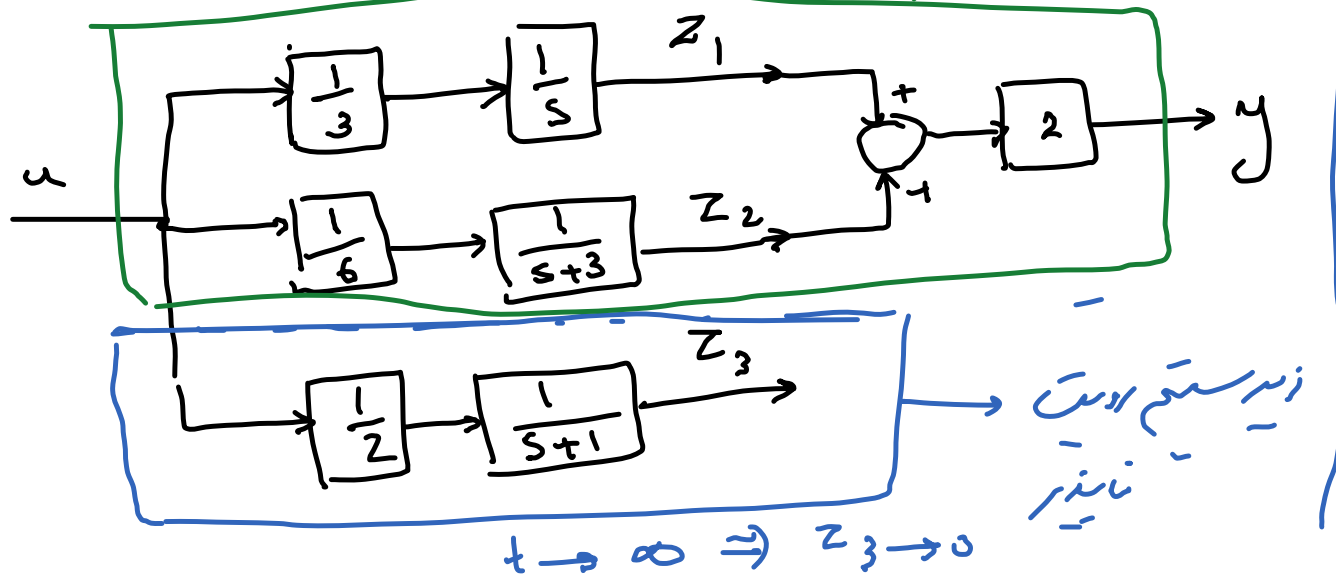 1/3
1/s
Z1
+
2
y
u
1/6
1/(s+3)
Z2
+
1/2
1/(s+1)
Z3
زیرسیستم رویت
ناپذیر
t → ∞ ⇒ Z3 → 0